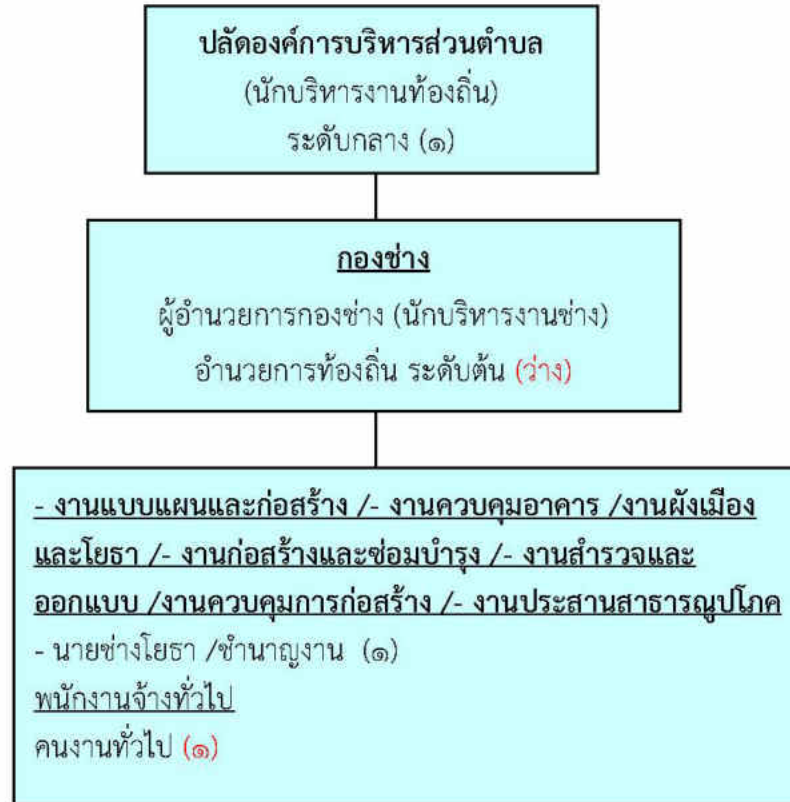 ปลัดองค์การบริหารส่วนตำบล
(นักบริหารงานท้องถิ่น)
ระดับกลาง (๑)
กองช่าง
ผู้อำนวยการกองช่าง (นักบริหารงานช่าง)
อำนวยการท้องถิ่น ระดับต้น (ว่าง)
- งานแบบแผนและก่อสร้าง /- งานควบคุมอาคาร /งานผังเมือง
และโยธา /- งานก่อสร้างและซ่อมบำรุง /- งานสำรวจและ
ออกแบบ /งานควบคุมการก่อสร้าง /- งานประสานสาธารณูปโภค
- นายช่างโยธา /ชำนาญงาน (๑)
พนักงานจ้างทั่วไป
คนงานทั่วไป (๑)